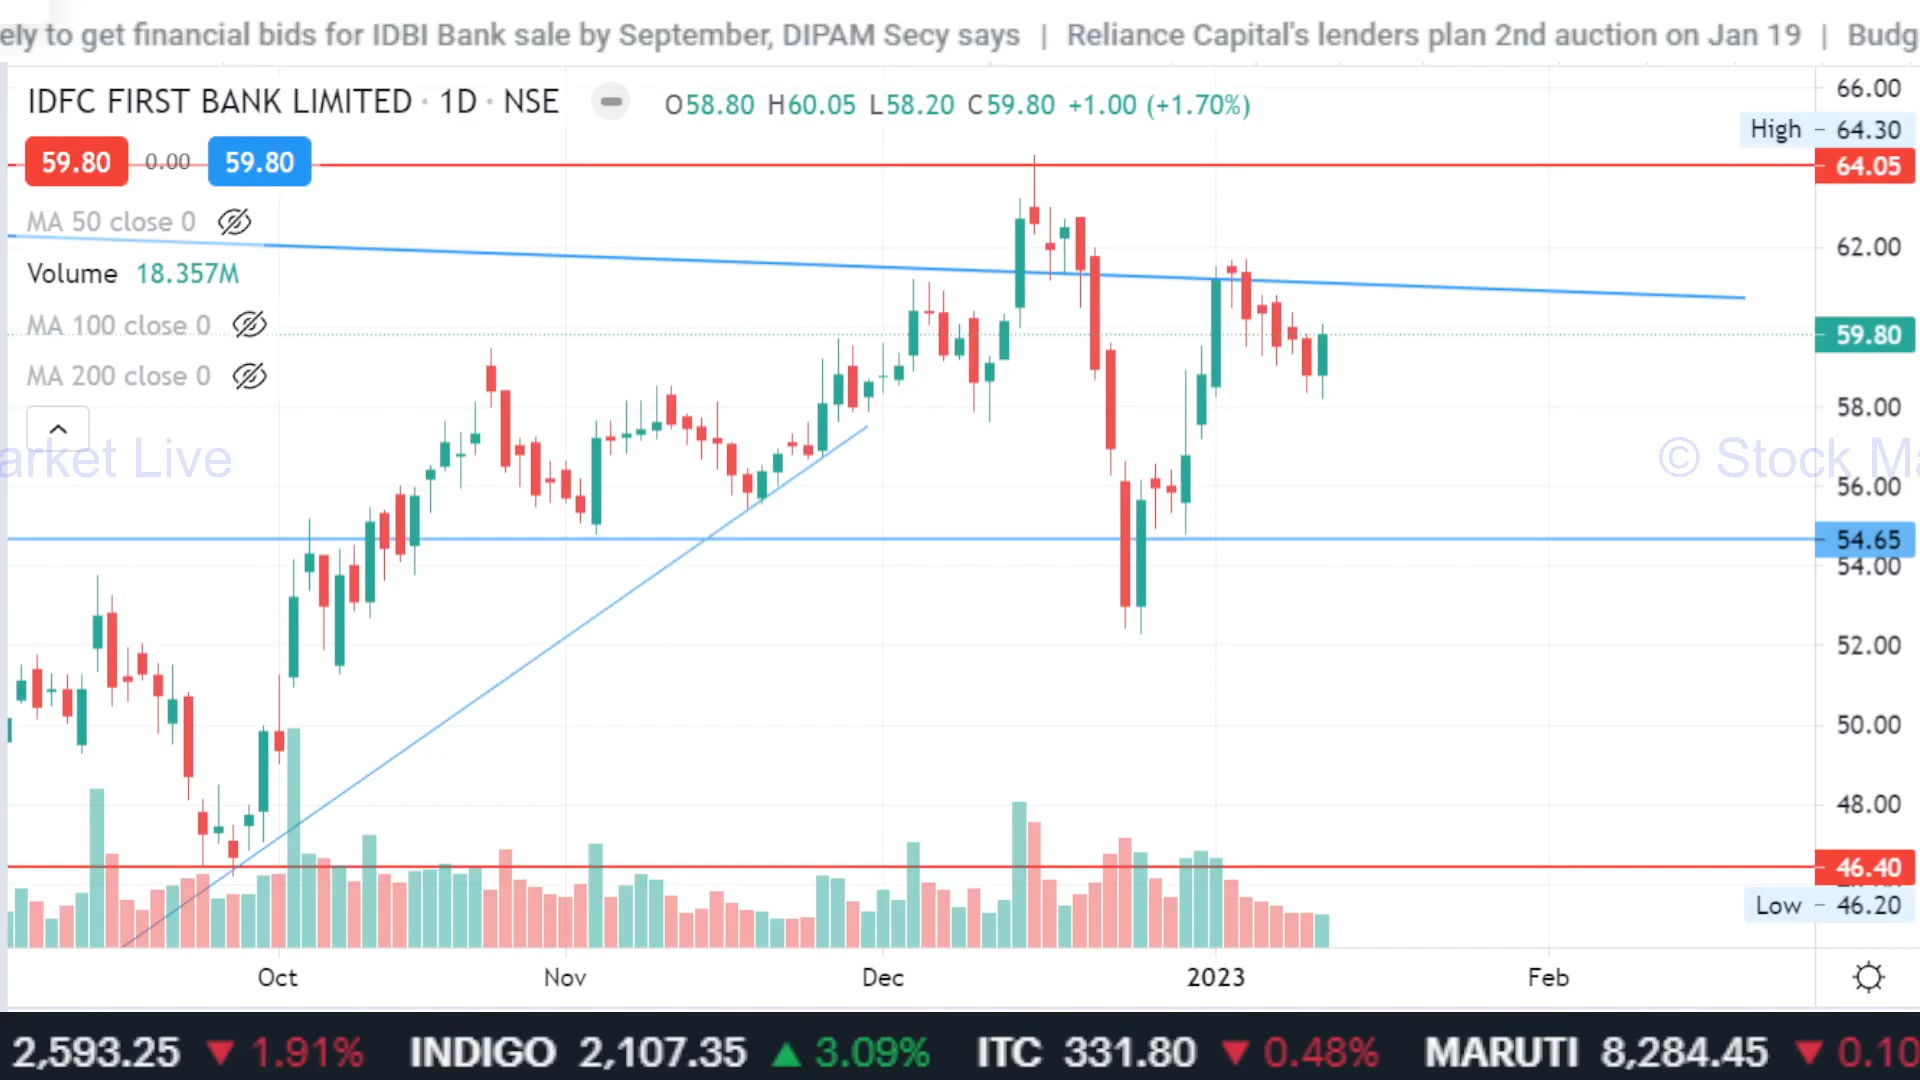 ely to get financial bids for IDBI Bank sale by September, DIPAM Secy says | Reliance Capital's lenders plan 2nd auction on Jan 19 | Budg
IDFC FIRST BANK LIMITED · 1D · NSE O58.80 H60.05 L58.20 C59.80 +1.00 (+1.70%)
59.80 0.00 59.80
MA 50 close 0
Volume 18.357M
MA 100 close 0
MA 200 close 0
arket Live
© Stock Ma
66.00
High 64.30
64.05
62.00
59.80
58.00
56.00
54.65
54.00
52.00
50.00
48.00
46.40
Low 46.20
Oct Nov Dec 2023 Feb
2,593.25 ▼ 1.91% INDIGO 2,107.35 ▲ 3.09% ITC 331.80 ▼ 0.48% MARUTI 8,284.45 ▼ 0.10